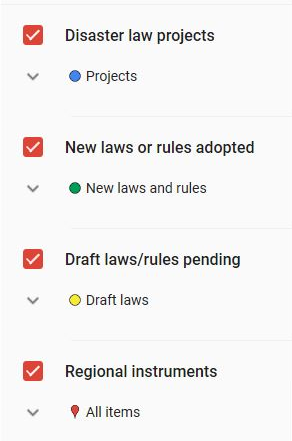 Disaster law projects
Projects
New laws or rules adopted
New laws and rules
Draft laws/rules pending
Draft laws
Regional instruments
All items